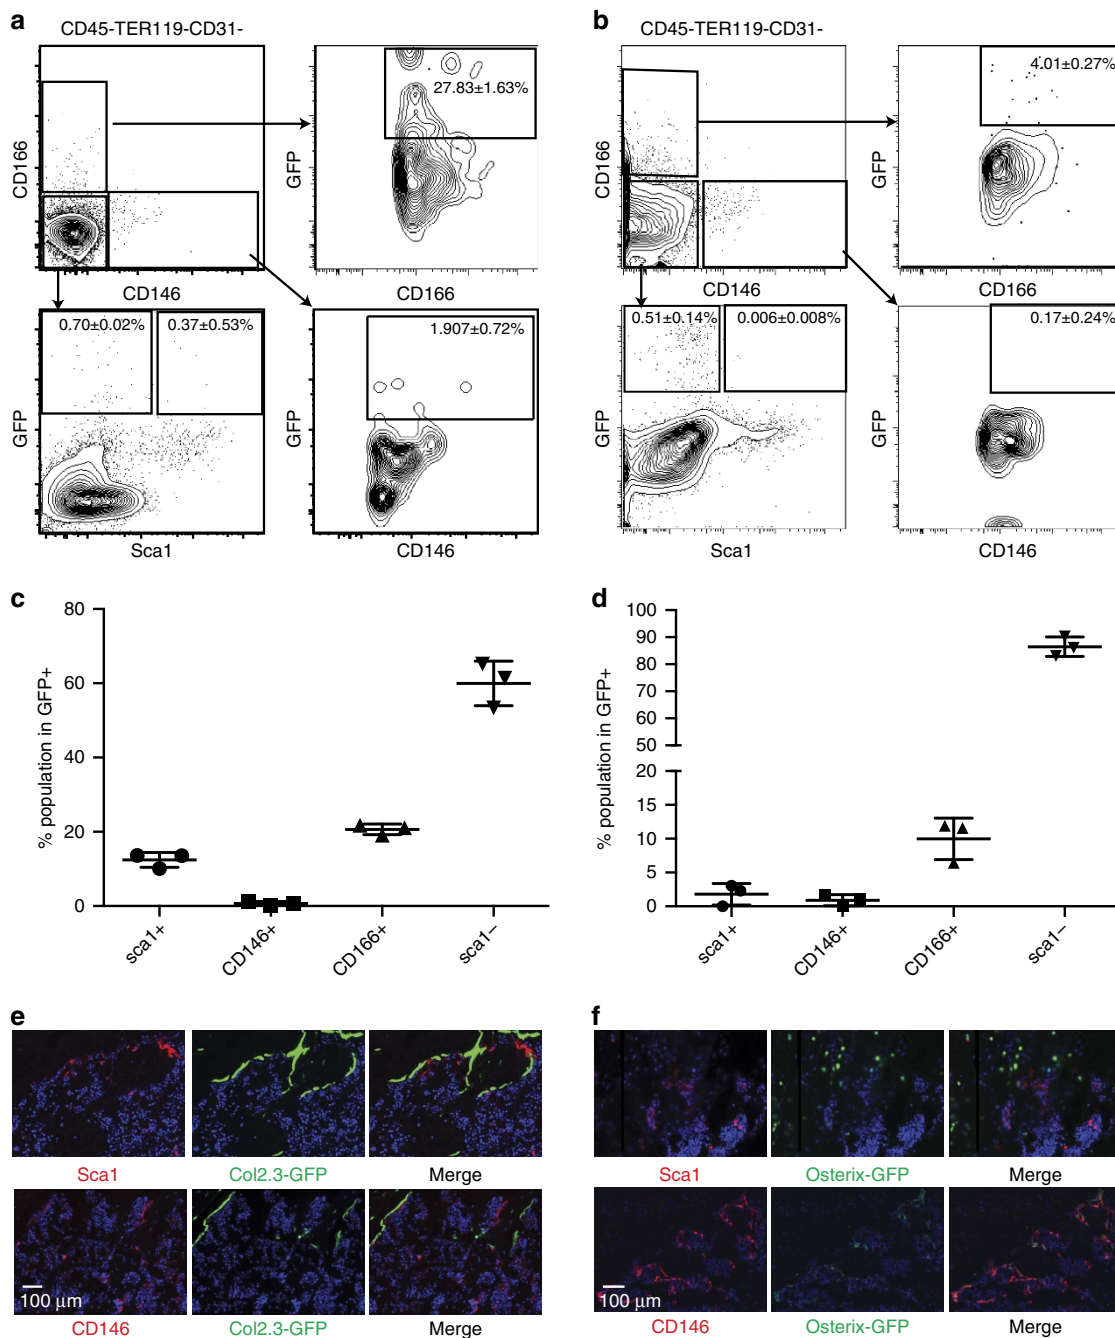 a
CD45-TER119-CD31-
CD166
CD146
GFP
27.83±1.63%
CD166
GFP
0.70±0.02%
0.37±0.53%
Sca1
1.907±0.72%
CD146
b
CD45-TER119-CD31-
CD166
CD146
GFP
4.01±0.27%
CD166
GFP
0.51±0.14%
0.006±0.008%
Sca1
GFP
0.17±0.24%
CD146
c
% population in GFP+
80
60
40
20
0
sca1+
CD146+
CD166+
sca1–
d
% population in GFP+
100
90
80
70
60
50
20
15
10
5
0
sca1+
CD146+
CD166+
sca1–
e
Sca1
Col2.3-GFP
Merge
100 μm
CD146
Col2.3-GFP
Merge
f
Sca1
Osterix-GFP
Merge
100 μm
CD146
Osterix-GFP
Merge